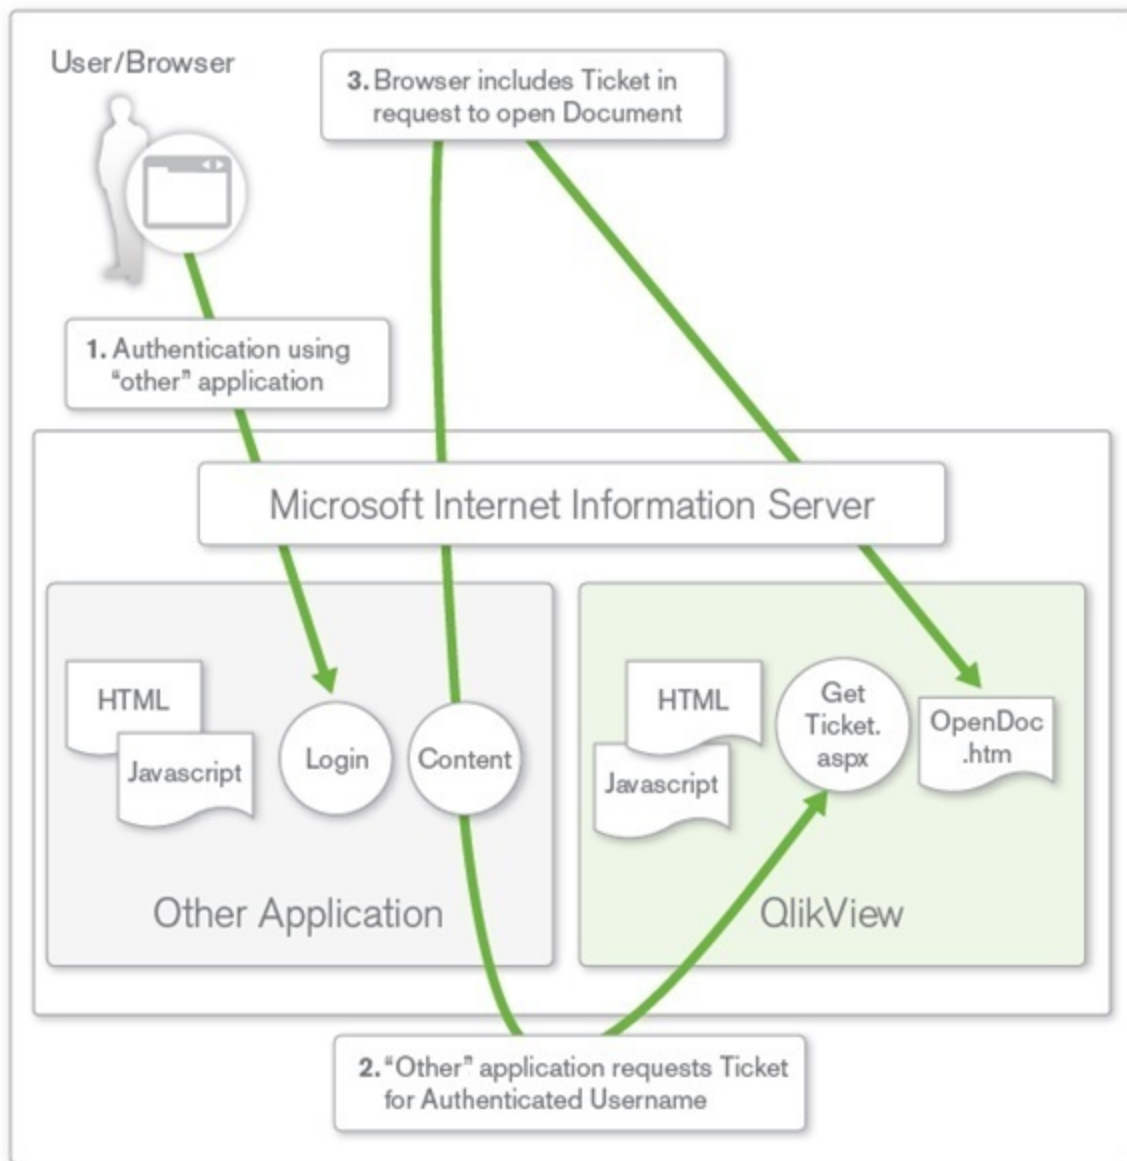 User/Browser
3. Browser includes Ticket in
request to open Document
1. Authentication using
“other” application
Microsoft Internet Information Server
HTML
Javascript
Login
Content
Other Application
HTML
Javascript
Get
Ticket.
aspx
OpenDoc
.htm
QlikView
2. “Other” application requests Ticket
for Authenticated Username